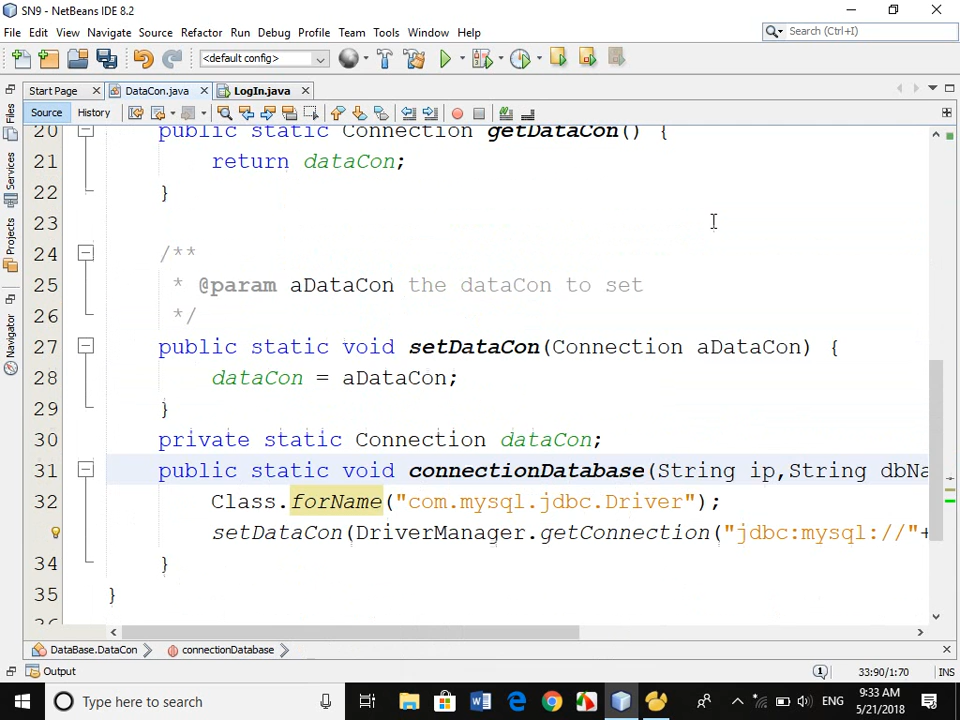 SN9 - NetBeans IDE 8.2
File Edit View Navigate Source Refactor Run Debug Profile Team Tools Window Help
Search (Ctrl+I)
<default config>
Start Page DataCon.java LogIn.java
Source History
Files
Services
Projects
Navigator
20 public static Connection getDataCon() {
21 return dataCon;
22 }
23
24 /**
25 * @param aDataCon the dataCon to set
26 */
27 public static void setDataCon(Connection aDataCon) {
28 dataCon = aDataCon;
29 }
30 private static Connection dataCon;
31 public static void connectionDatabase(String ip,String dbNa
32 Class.forName("com.mysql.jdbc.Driver");
setDataCon(DriverManager.getConnection("jdbc:mysql://"+
34 }
35 }
DataBase.DataCon connectionDatabase
Output 1 33:90/1:70 INS
Type here to search
ENG
9:33 AM
5/21/2018